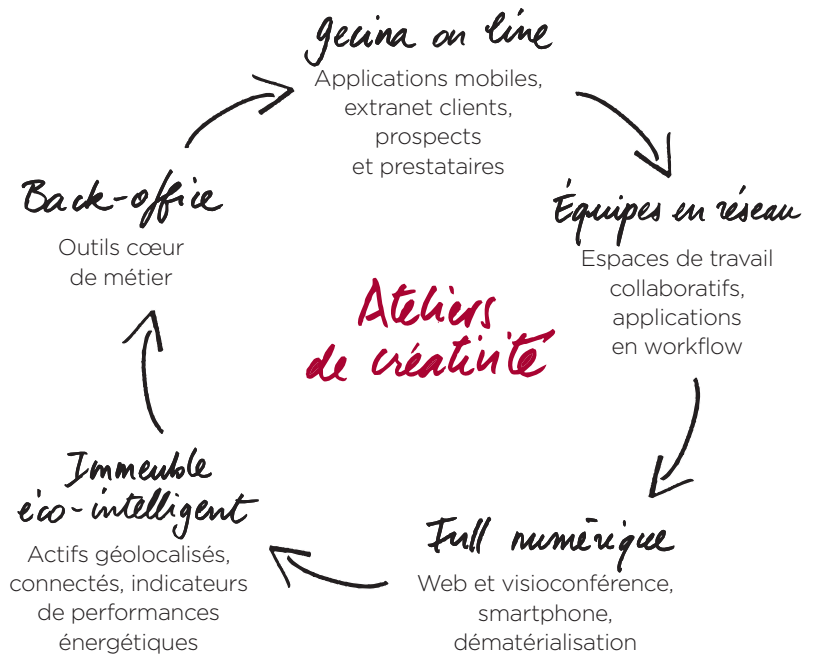 gecina on line
Applications mobiles,
extranet clients,
prospects
et prestataires
Équipes en réseau
Espaces de travail
collaboratifs,
applications
en workflow
Full numérique
Web et visioconférence,
smartphone,
dématérialisation
Immeuble
éco-intelligent
Actifs géolocalisés,
connectés, indicateurs
de performances
énergétiques
Back-office
Outils cœur
de métier
Ateliers
de créativité